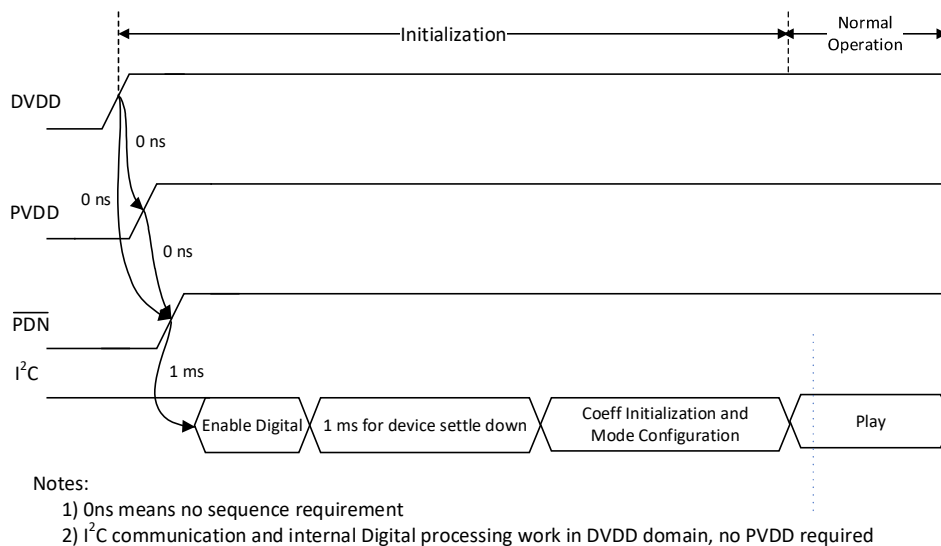 Initialization
Normal
Operation
DVDD
0 ns
0 ns
PVDD
0 ns
PDN
1 ms
I²C
Enable Digital
1 ms for device settle down
Coeff Initialization and
Mode Configuration
Play
Notes:
1) 0ns means no sequence requirement
2) I²C communication and internal Digital processing work in DVDD domain, no PVDD required